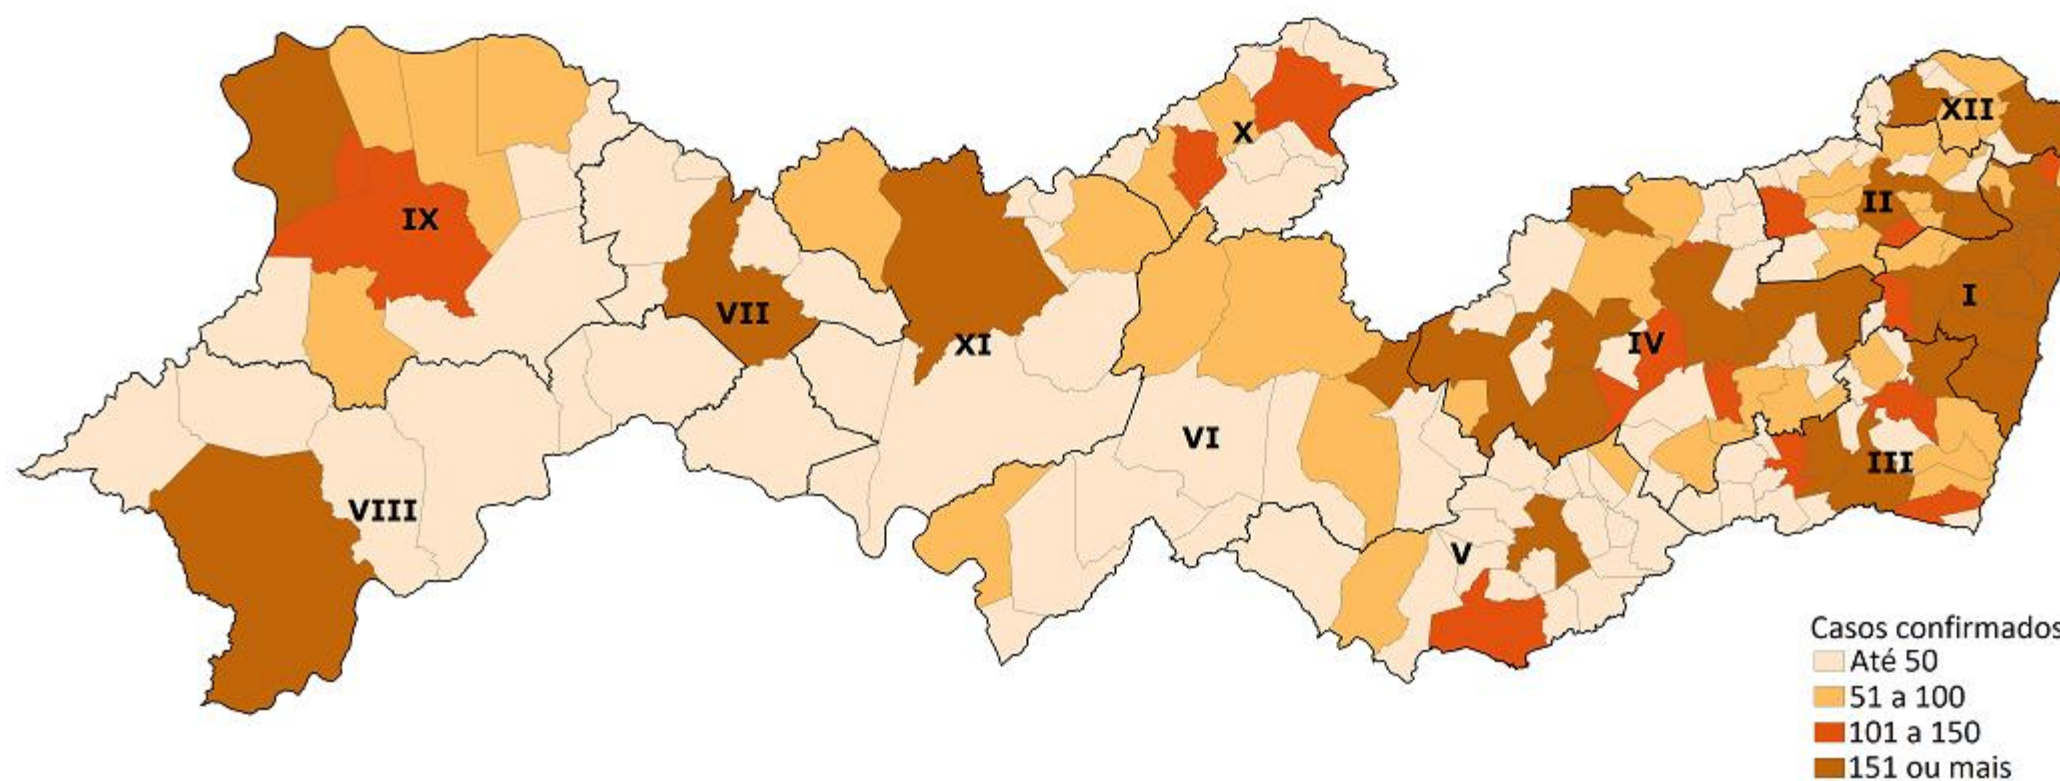 XII
X
II
IX
I
VII
XI
IV
VI
III
VIII
V
Casos confirmados
Até 50
51 a 100
101 a 150
151 ou mais